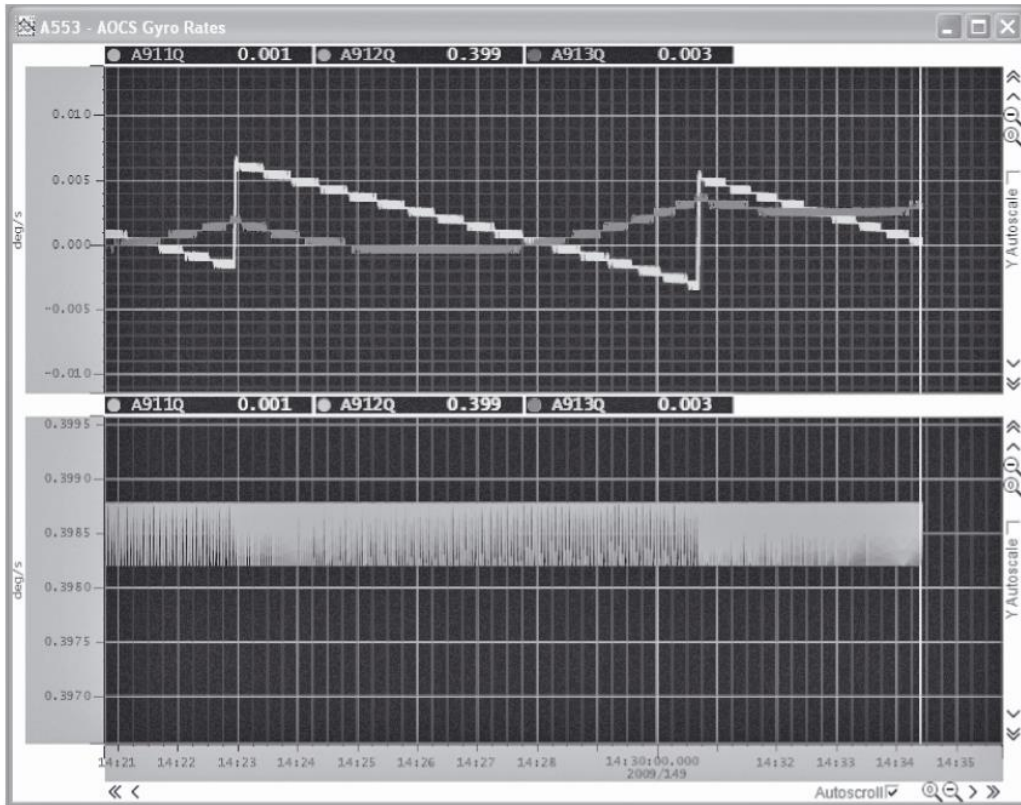 A553 - AOCS Gyro Rates
A911Q 0.001 A912Q 0.399 A913Q 0.003
0.010
0.005
0.000
-0.005
-0.010
deg/s
Y Autoscale
A911Q 0.001 A912Q 0.399 A913Q 0.003
0.3995
0.3990
0.3985
0.3980
0.3975
0.3970
deg/s
Y Autoscale
14:21 14:22 14:23 14:24 14:25 14:26 14:27 14:28 14:30:00.000 14:32 14:33 14:34 14:35
2009/149
Autoscroll